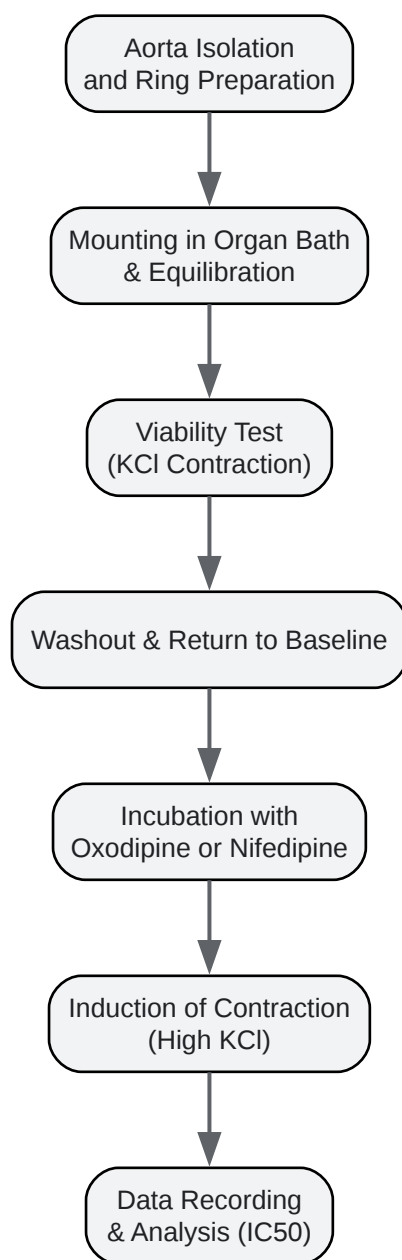 Aorta Isolation
and Ring Preparation
Mounting in Organ Bath
& Equilibration
Viability Test
(KCl Contraction)
Washout & Return to Baseline
Incubation with
Oxodipine or Nifedipine
Induction of Contraction
(High KCl)
Data Recording
& Analysis (IC50)